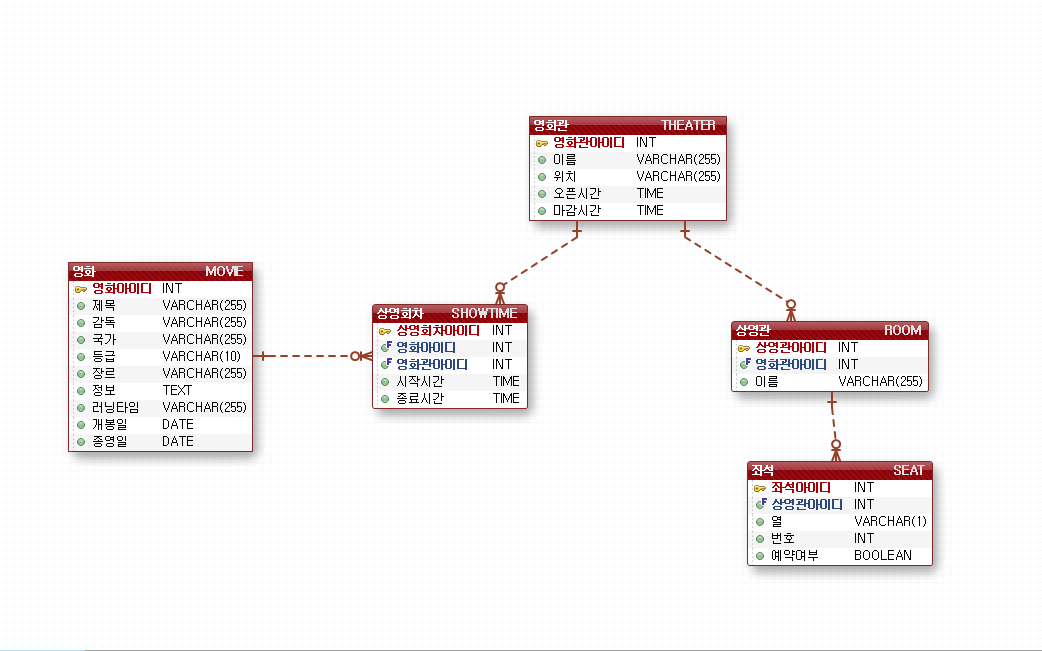 영화관 THEATER
영화관아이디 INT
이름 VARCHAR(255)
위치 VARCHAR(255)
오픈시간 TIME
마감시간 TIME
영화 MOVIE
영화아이디 INT
제목 VARCHAR(255)
감독 VARCHAR(255)
국가 VARCHAR(255)
등급 VARCHAR(10)
장르 VARCHAR(255)
정보 TEXT
러닝타임 VARCHAR(255)
개봉일 DATE
종영일 DATE
상영회차 SHOWTIME
상영회차아이디 INT
F 영화아이디 INT
F 영화관아이디 INT
시작시간 TIME
종료시간 TIME
상영관 ROOM
상영관아이디 INT
F 영화관아이디 INT
이름 VARCHAR(255)
좌석 SEAT
좌석아이디 INT
F 상영관아이디 INT
열 VARCHAR(1)
번호 INT
예약여부 BOOLEAN